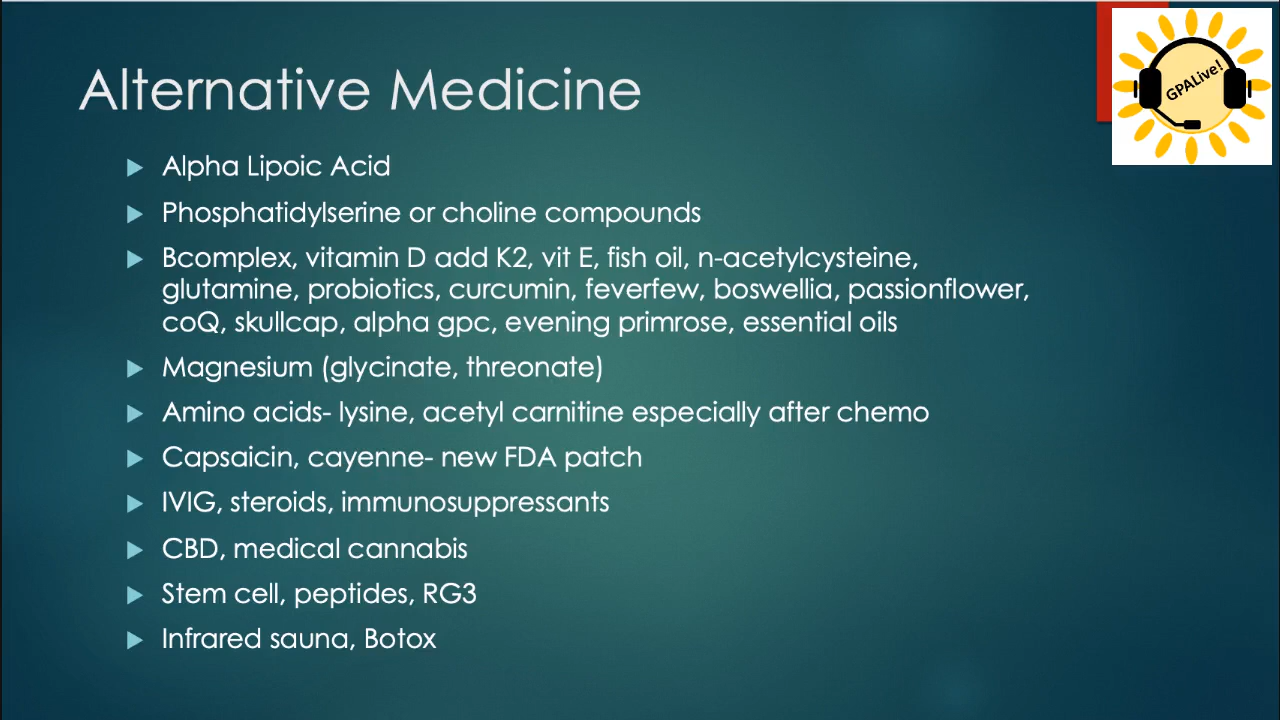 Alternative Medicine
GPALive!
Alpha Lipoic Acid
Phosphatidylserine or choline compounds
Bcomplex, vitamin D add K2, vit E, fish oil, n-acetylcysteine,
glutamine, probiotics, curcumin, feverfew, boswellia, passionflower,
coQ, skullcap, alpha gpc, evening primrose, essential oils
Magnesium (glycinate, threonate)
Amino acids- lysine, acetyl carnitine especially after chemo
Capsaicin, cayenne- new FDA patch
IVIG, steroids, immunosuppressants
CBD, medical cannabis
Stem cell, peptides, RG3
Infrared sauna, Botox